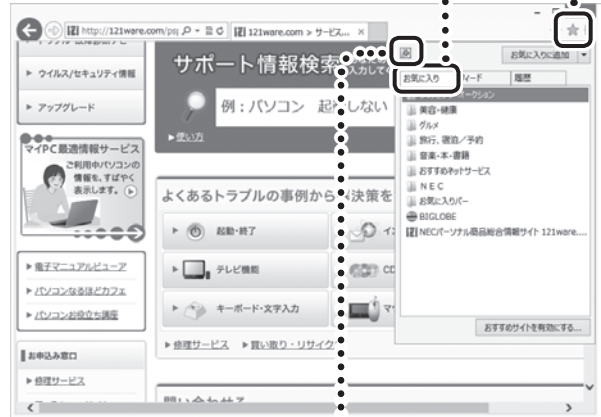 http://121ware.com/ps
121ware.com > サービス...
お気に入りに追加
お気に入り
履歴
美容・健康
グルメ
旅行、宿泊／予約
音楽・本・書籍
おすすめネットサービス
NEC
お気に入りバー
BIGLOBE
NECパーソナル商品総合情報サイト 121ware....
おすすめサイトを有効にする...
ウイルス/セキュリティ情報
アップグレード
マイPC最適情報サービス
ご利用中パソコンの
情報を、すばやく
表示します。
電子マニュアルビューア
パソコンなるほどカフェ
パソコンお役立ち講座
お申込み窓口
修理サービス
サポート情報検索
例：パソコン 起 しない
使い方
よくあるトラブルの事例から 決策を
起動・終了
テレビ機能
CD
キーボード・文字入力
マ
修理サービス
買い取り・リサイク